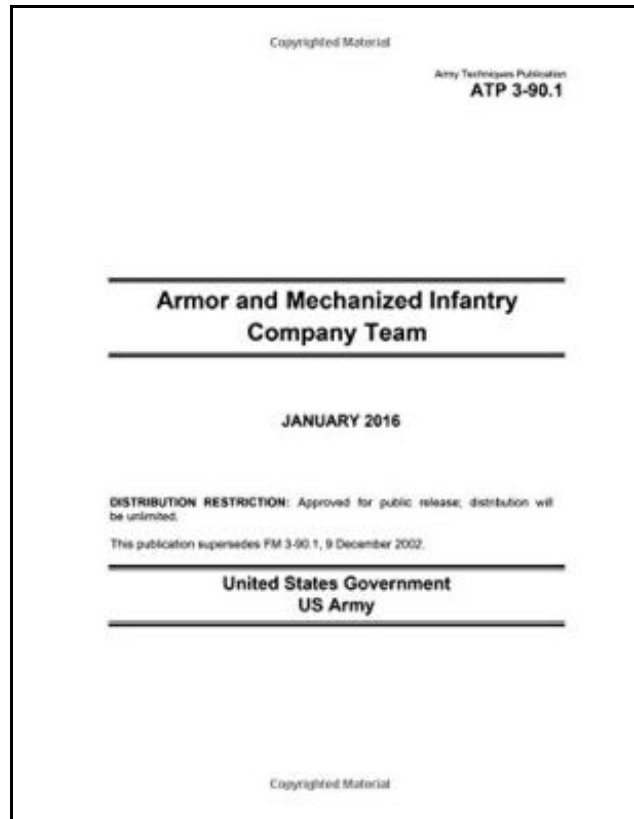 Copyrighted Material
Army Techniques Publication
ATP 3-90.1
Armor and Mechanized Infantry
Company Team
JANUARY 2016
DISTRIBUTION RESTRICTION: Approved for public release; distribution will
be unlimited.
This publication supersedes FM 3-90.1, 9 December 2002.
United States Government
US Army
Copyrighted Material